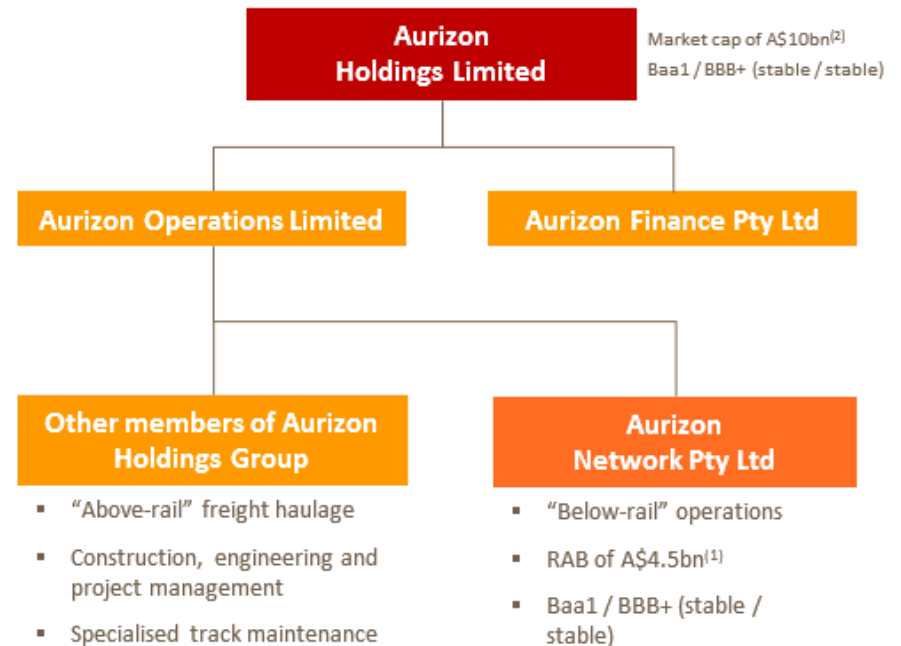 Aurizon
Holdings Limited
Market cap of A$10bn(2)
Baa1 / BBB+ (stable / stable)
Aurizon Operations Limited
Aurizon Finance Pty Ltd
Other members of Aurizon
Holdings Group
▪ “Above-rail” freight haulage
▪ Construction, engineering and
project management
▪ Specialised track maintenance
Aurizon
Network Pty Ltd
▪ “Below-rail” operations
▪ RAB of A$4.5bn(1)
▪ Baa1 / BBB+ (stable /
stable)